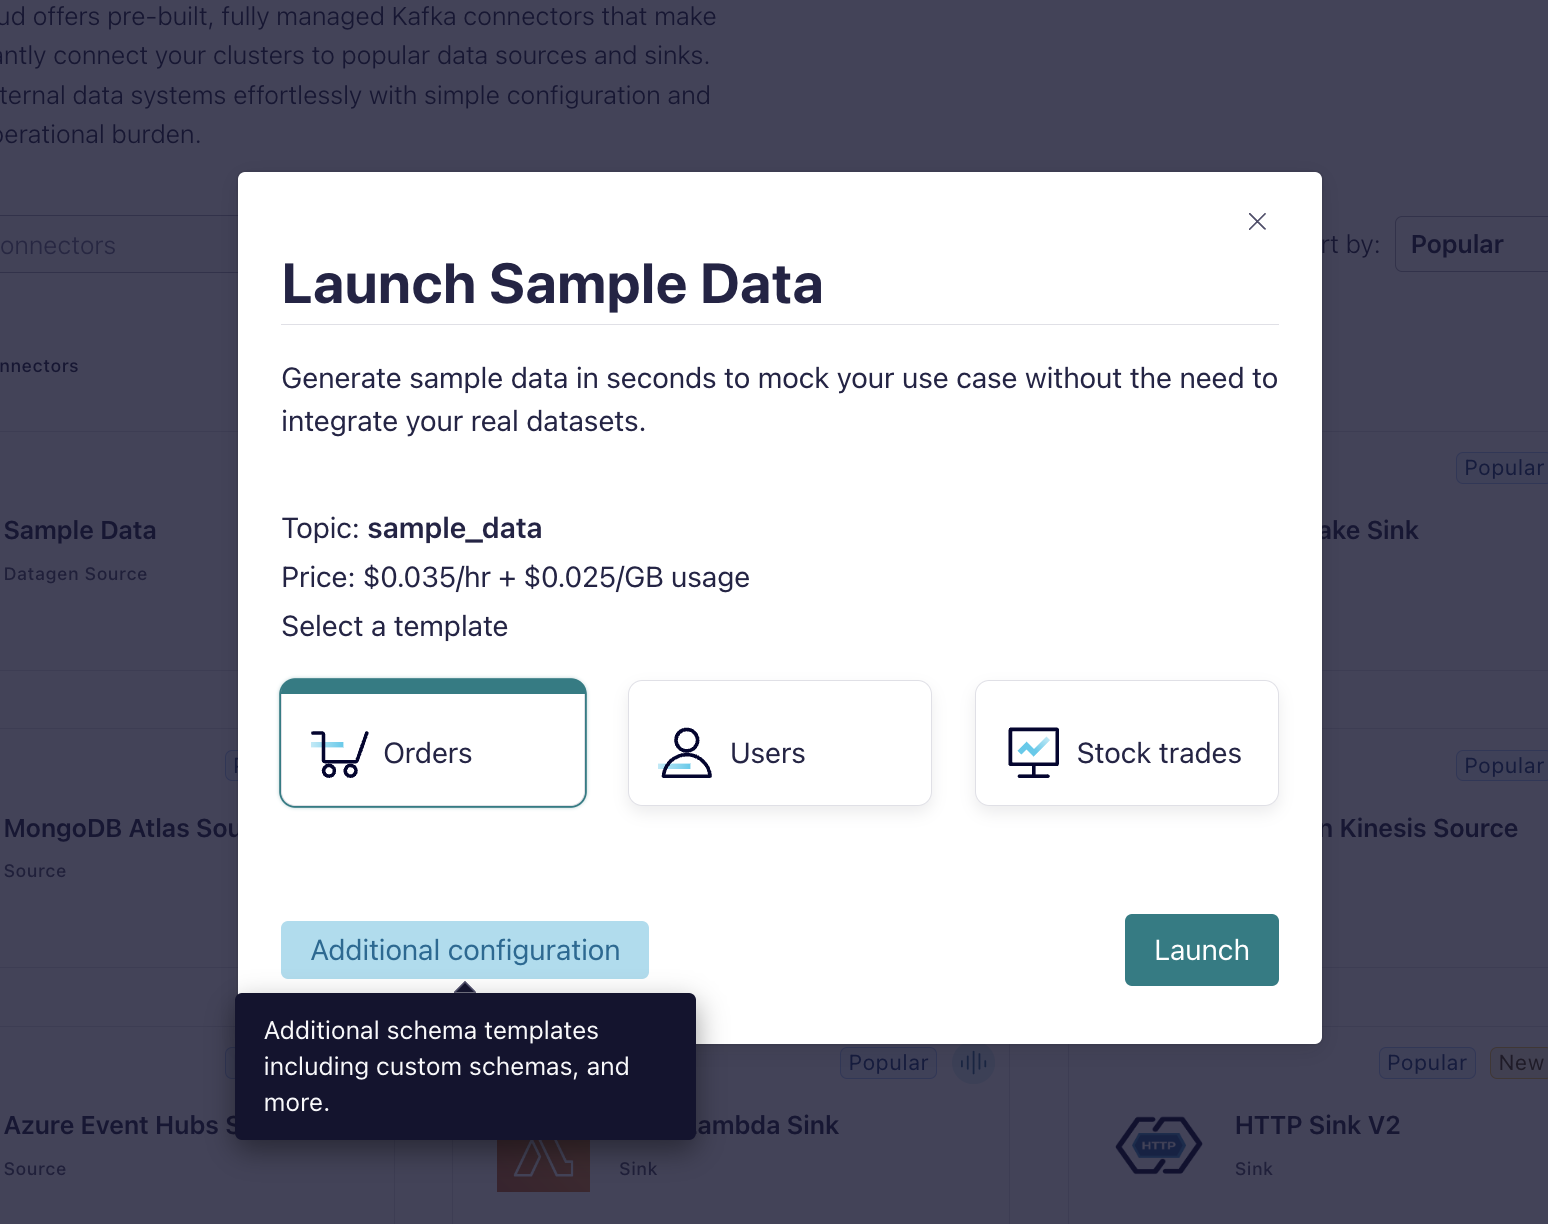 ud offers pre-built, fully managed Kafka connectors that make
antly connect your clusters to popular data sources and sinks.
ternal data systems effortlessly with simple configuration and
perational burden.
onnectors
rt by:
Popular
nnectors
Launch Sample Data
Generate sample data in seconds to mock your use case without the need to
integrate your real datasets.
Topic: sample_data
Price: $0.035/hr + $0.025/GB usage
Select a template
Orders
Users
Stock trades
Additional configuration
Launch
Additional schema templates
including custom schemas, and
more.
Popular
Sample Data
Datagen Source
ake Sink
Popular
MongoDB Atlas Sou
Source
n Kinesis Source
Popular
Popular
New
Azure Event Hubs S
Source
ambda Sink
Sink
HTTP
HTTP Sink V2
Sink